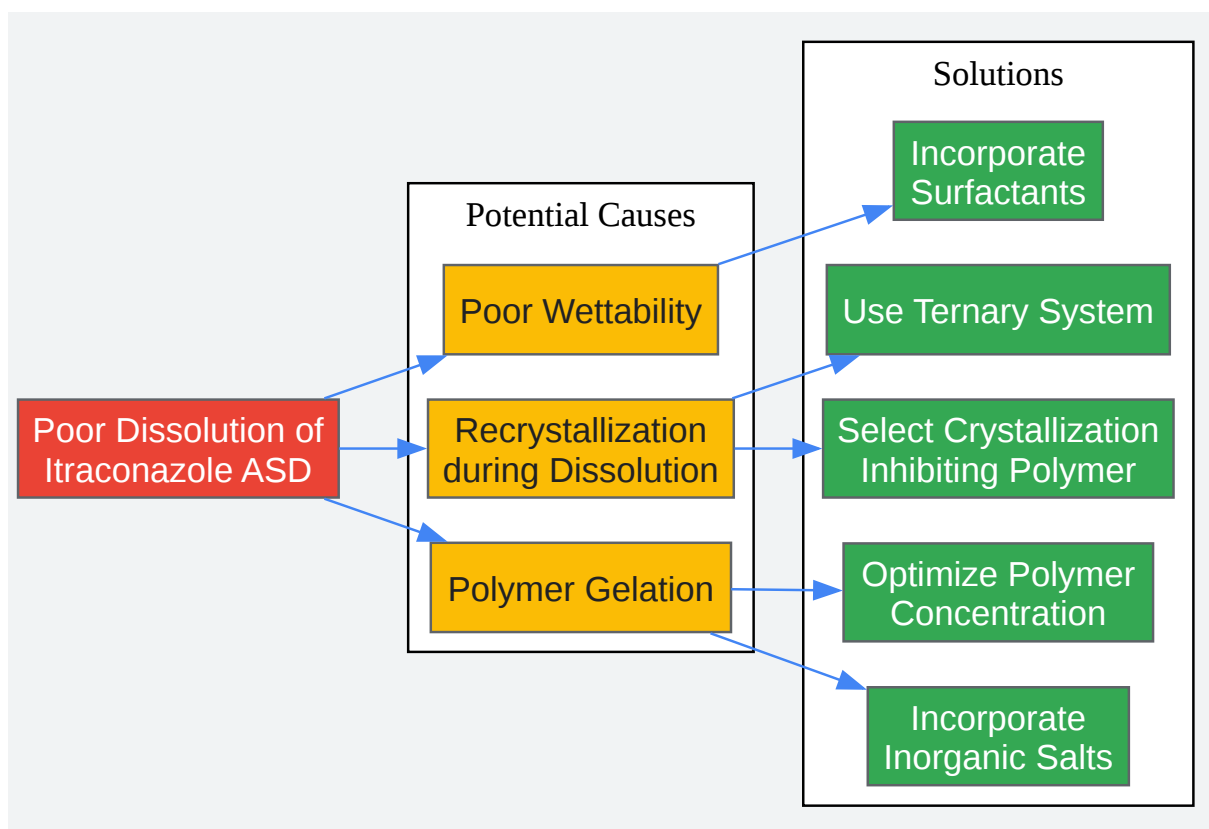 Poor Dissolution of
Itraconazole ASD
Potential Causes
Poor Wettability
Recrystallization
during Dissolution
Polymer Gelation
Solutions
Incorporate
Surfactants
Use Ternary System
Select Crystallization
Inhibiting Polymer
Optimize Polymer
Concentration
Incorporate
Inorganic Salts